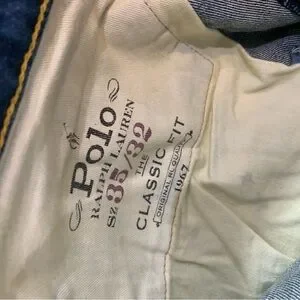 Polo
RALPH LAUREN
Sz 35/32
THE
CLASSIC FIT
ORIGINAL RL QUALITY
1967